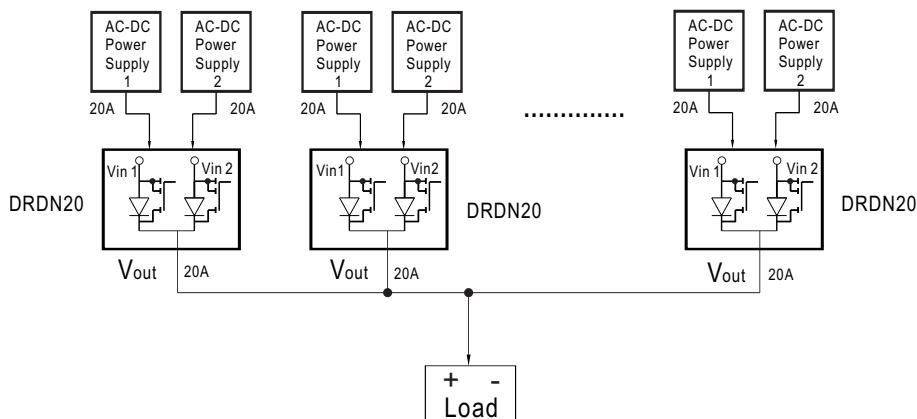 AC-DC
Power
Supply
1
AC-DC
Power
Supply
2
AC-DC
Power
Supply
1
AC-DC
Power
Supply
2
AC-DC
Power
Supply
1
AC-DC
Power
Supply
2
20A
20A
20A
20A
20A
20A
Vin 1
Vin 2
Vin1
Vin2
Vin 1
Vin 2
DRDN20
DRDN20
DRDN20
Vout
20A
Vout
20A
Vout
20A
+ -
Load